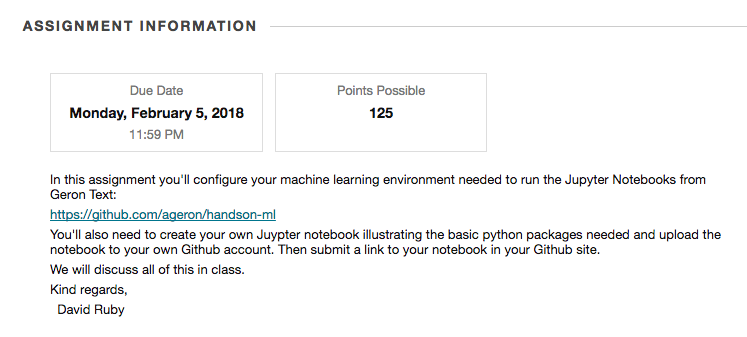 ASSIGNMENT INFORMATION
Due Date
Monday, February 5, 2018
11:59 PM
Points Possible
125
In this assignment you'll configure your machine learning environment needed to run the Jupyter Notebooks from
Geron Text:
https://github.com/ageron/handson-ml
You'll also need to create your own Juypter notebook illustrating the basic python packages needed and upload the
notebook to your own Github account. Then submit a link to your notebook in your Github site.
We will discuss all of this in class.
Kind regards,
David Ruby